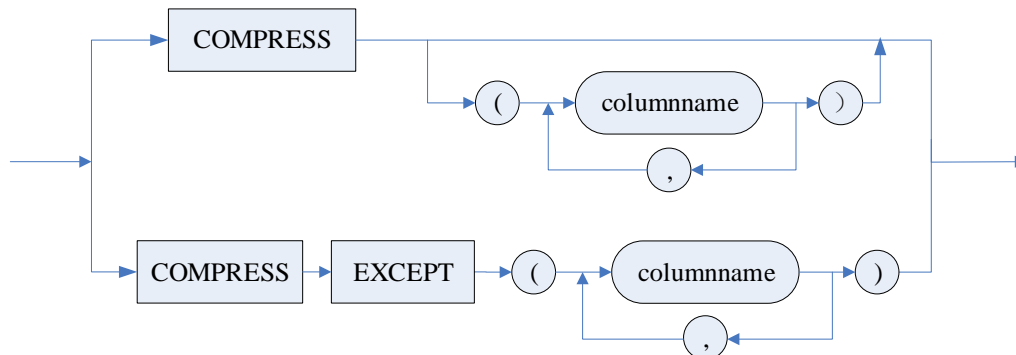 COMPRESS
( columnname ）
,
COMPRESS EXCEPT ( columnname )
,